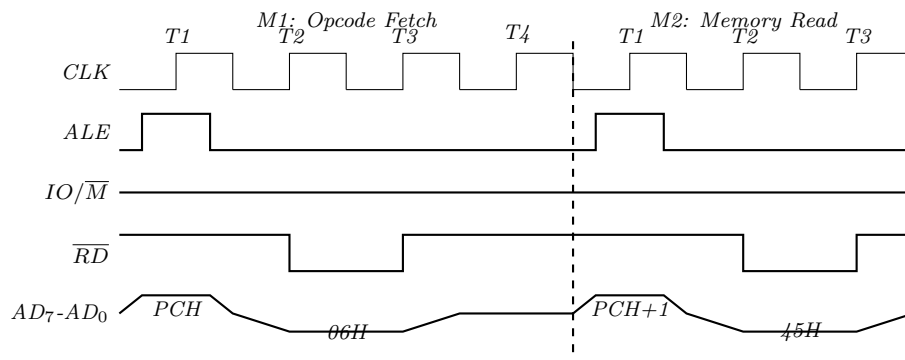 M1: Opcode Fetch M2: Memory Read
T1 T2 T3 T4 T1 T2 T3
CLK
ALE
IO/M̅
R̅D̅
AD₇-AD₀ PCH 06H PCH+1 45H